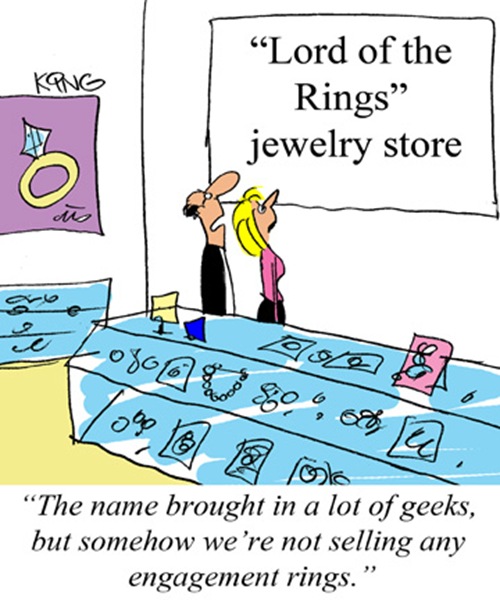 KING
“Lord of the
Rings”
jewelry store
“The name brought in a lot of geeks,
but somehow we’re not selling any
engagement rings.”